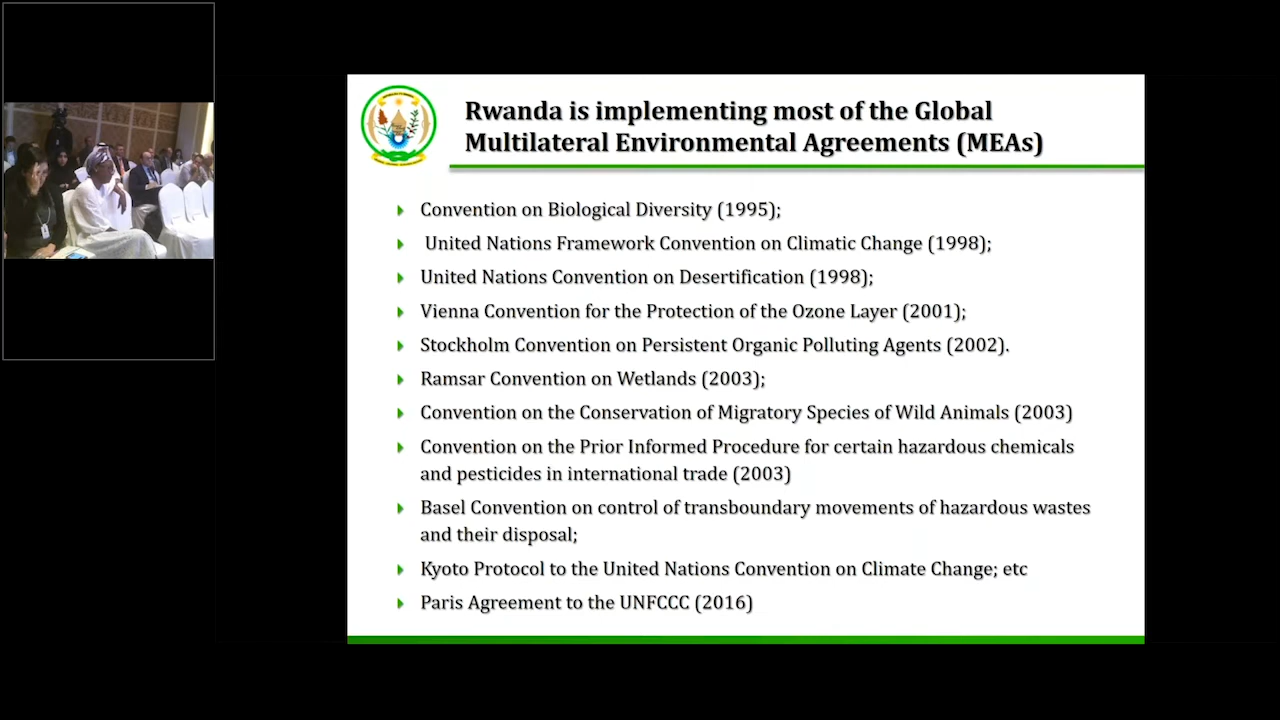 Rwanda is implementing most of the Global
Multilateral Environmental Agreements (MEAs)
Convention on Biological Diversity (1995);
United Nations Framework Convention on Climatic Change (1998);
United Nations Convention on Desertification (1998);
Vienna Convention for the Protection of the Ozone Layer (2001);
Stockholm Convention on Persistent Organic Polluting Agents (2002).
Ramsar Convention on Wetlands (2003);
Convention on the Conservation of Migratory Species of Wild Animals (2003)
Convention on the Prior Informed Procedure for certain hazardous chemicals
and pesticides in international trade (2003)
Basel Convention on control of transboundary movements of hazardous wastes
and their disposal;
Kyoto Protocol to the United Nations Convention on Climate Change; etc
Paris Agreement to the UNFCCC (2016)